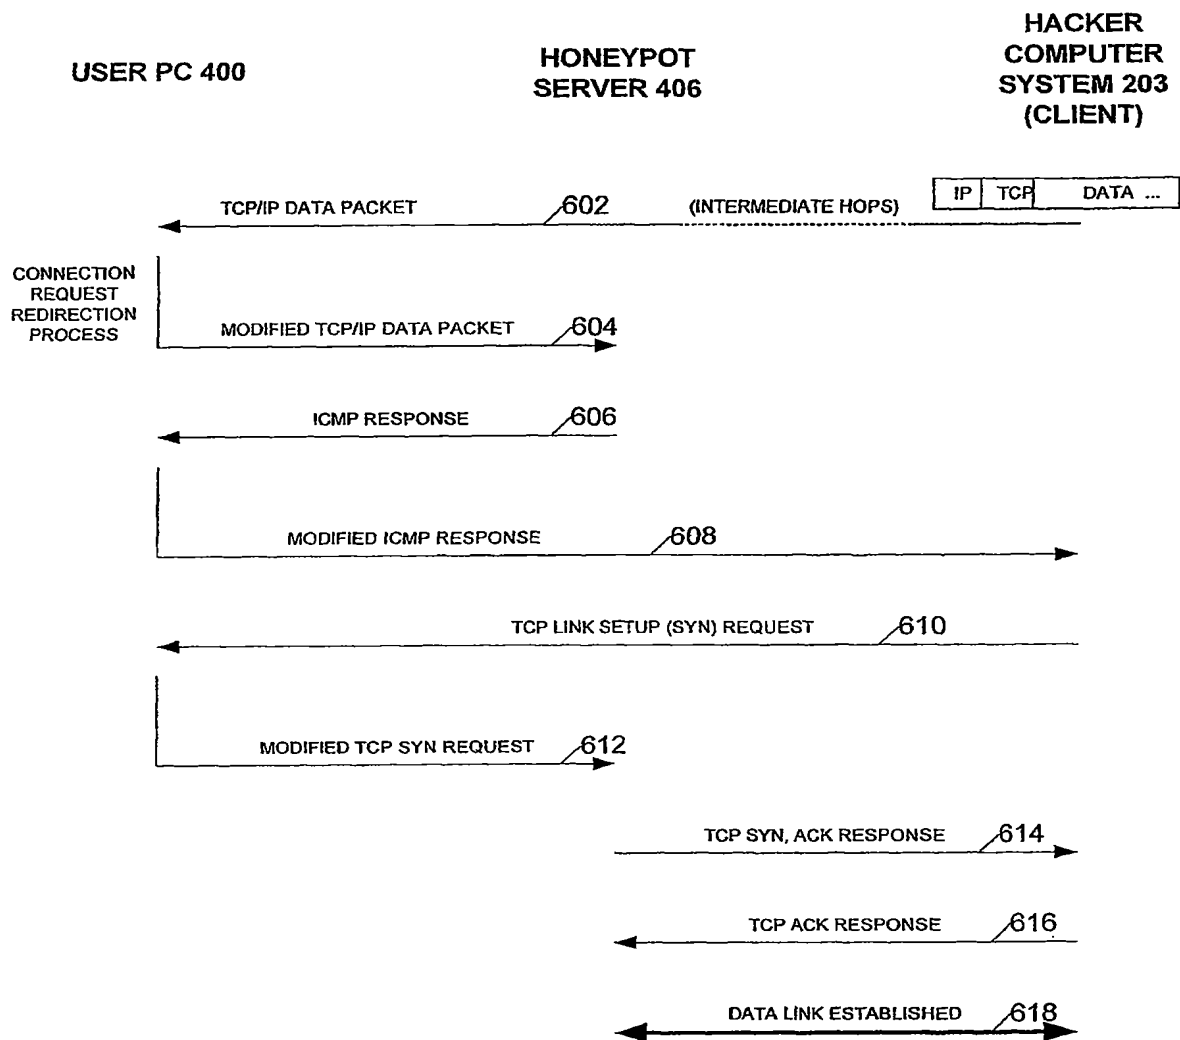 USER PC 400
HONEYPOT
SERVER 406
HACKER
COMPUTER
SYSTEM 203
(CLIENT)
IP TCP DATA ...
TCP/IP DATA PACKET 602 (INTERMEDIATE HOPS)
CONNECTION
REQUEST
REDIRECTION
PROCESS
MODIFIED TCP/IP DATA PACKET 604
ICMP RESPONSE 606
MODIFIED ICMP RESPONSE 608
TCP LINK SETUP (SYN) REQUEST 610
MODIFIED TCP SYN REQUEST 612
TCP SYN, ACK RESPONSE 614
TCP ACK RESPONSE 616
DATA LINK ESTABLISHED 618